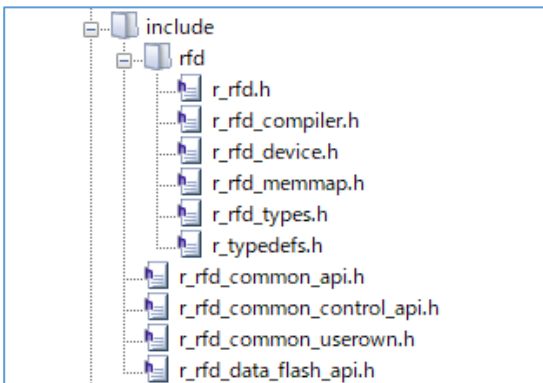 include
rfd
r_rfd.h
r_rfd_compiler.h
r_rfd_device.h
r_rfd_memmap.h
r_rfd_types.h
r_typedefs.h
r_rfd_common_api.h
r_rfd_common_control_api.h
r_rfd_common_userown.h
r_rfd_data_flash_api.h